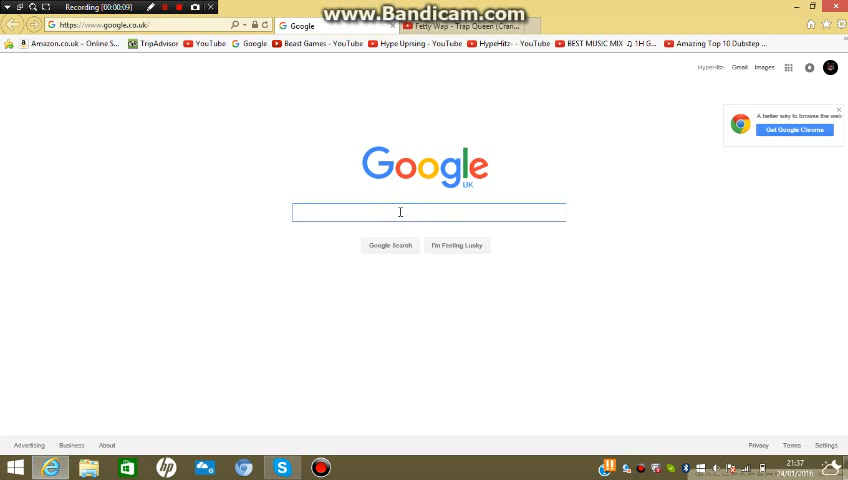 www.Bandicam.com
Recording [00:00:09]
https://www.google.co.uk/
Google
Fetty Wap - Trap Queen (Cran...
Amazon.co.uk – Online S...
TripAdvisor
YouTube
Google
Beast Games - YouTube
Hype Uprsing - YouTube
HypeHitz- - YouTube
BEST MUSIC MIX ♫ 1H G...
Amazing Top 10 Dubstep ...
HypeHitz-
Gmail
Images
A better way to browse the web
Get Google Chrome
Google
UK
Google Search
I'm Feeling Lucky
Advertising
Business
About
Privacy
Terms
Settings
21:37
24/01/2016